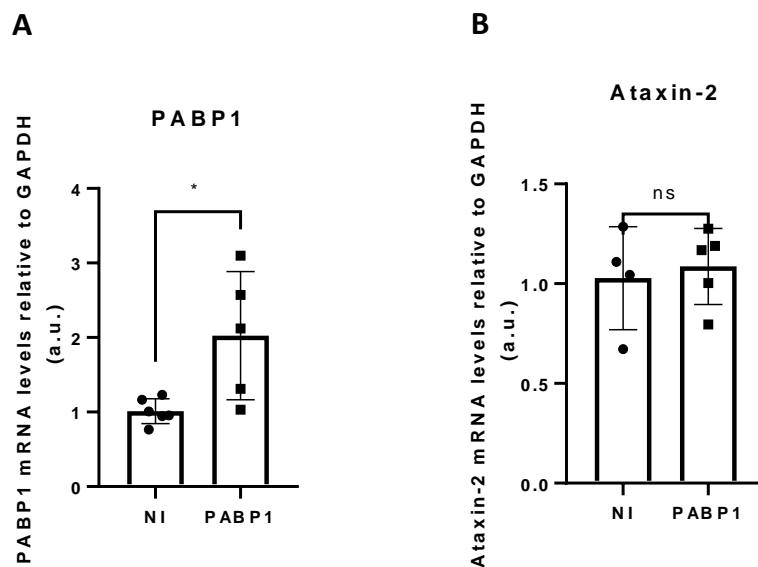 A
PABP1
PABP1 mRNA levels relative to GAPDH
(a.u.)
4
3
2
1
0
*
NI
PABP1
B
Ataxin-2
Ataxin-2 mRNA levels relative to GAPDH
(a.u.)
1.5
1.0
0.5
0.0
ns
NI
PABP1